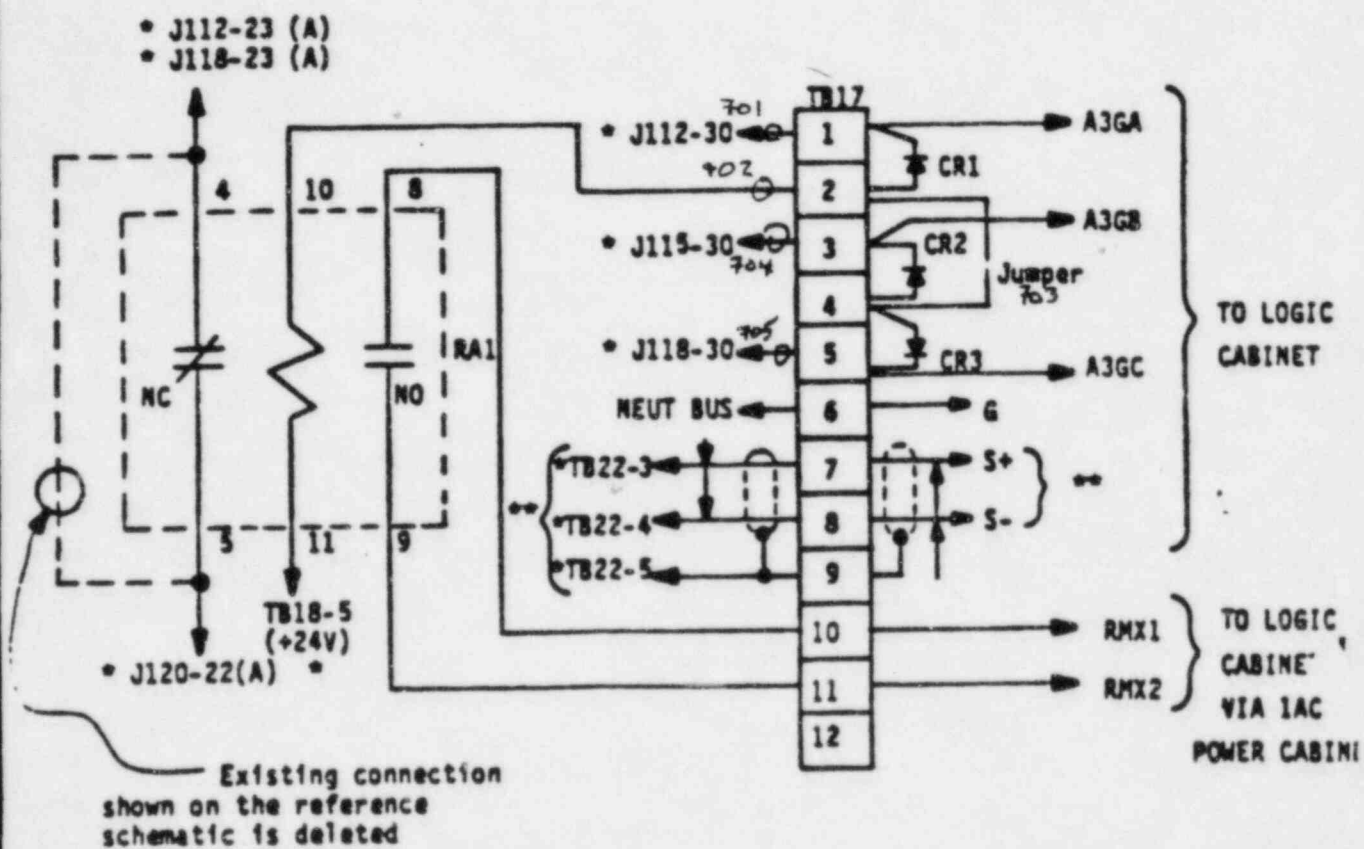 * J112-23 (A)
* J118-23 (A)
TB17
* J112-30
701
1
A3GA
CR1
702
2
4
10
8
A3GB
* J115-30
704
3
CR2
Jumper
703
4
TO LOGIC
CABINET
* J118-30
705
5
CR3
A3GC
NC
NO
RA1
NEUT BUS
6
G
*TB22-3
7
S+
**
**
*TB22-4
8
S-
*TB22-5
9
5
11
9
TB18-5
(+24V)
*
* J120-22(A)
10
RMX1
11
RMX2
12
TO LOGIC
CABINE
VIA 1AC
POWER CABINE
Existing connection
shown on the reference
schematic is deleted